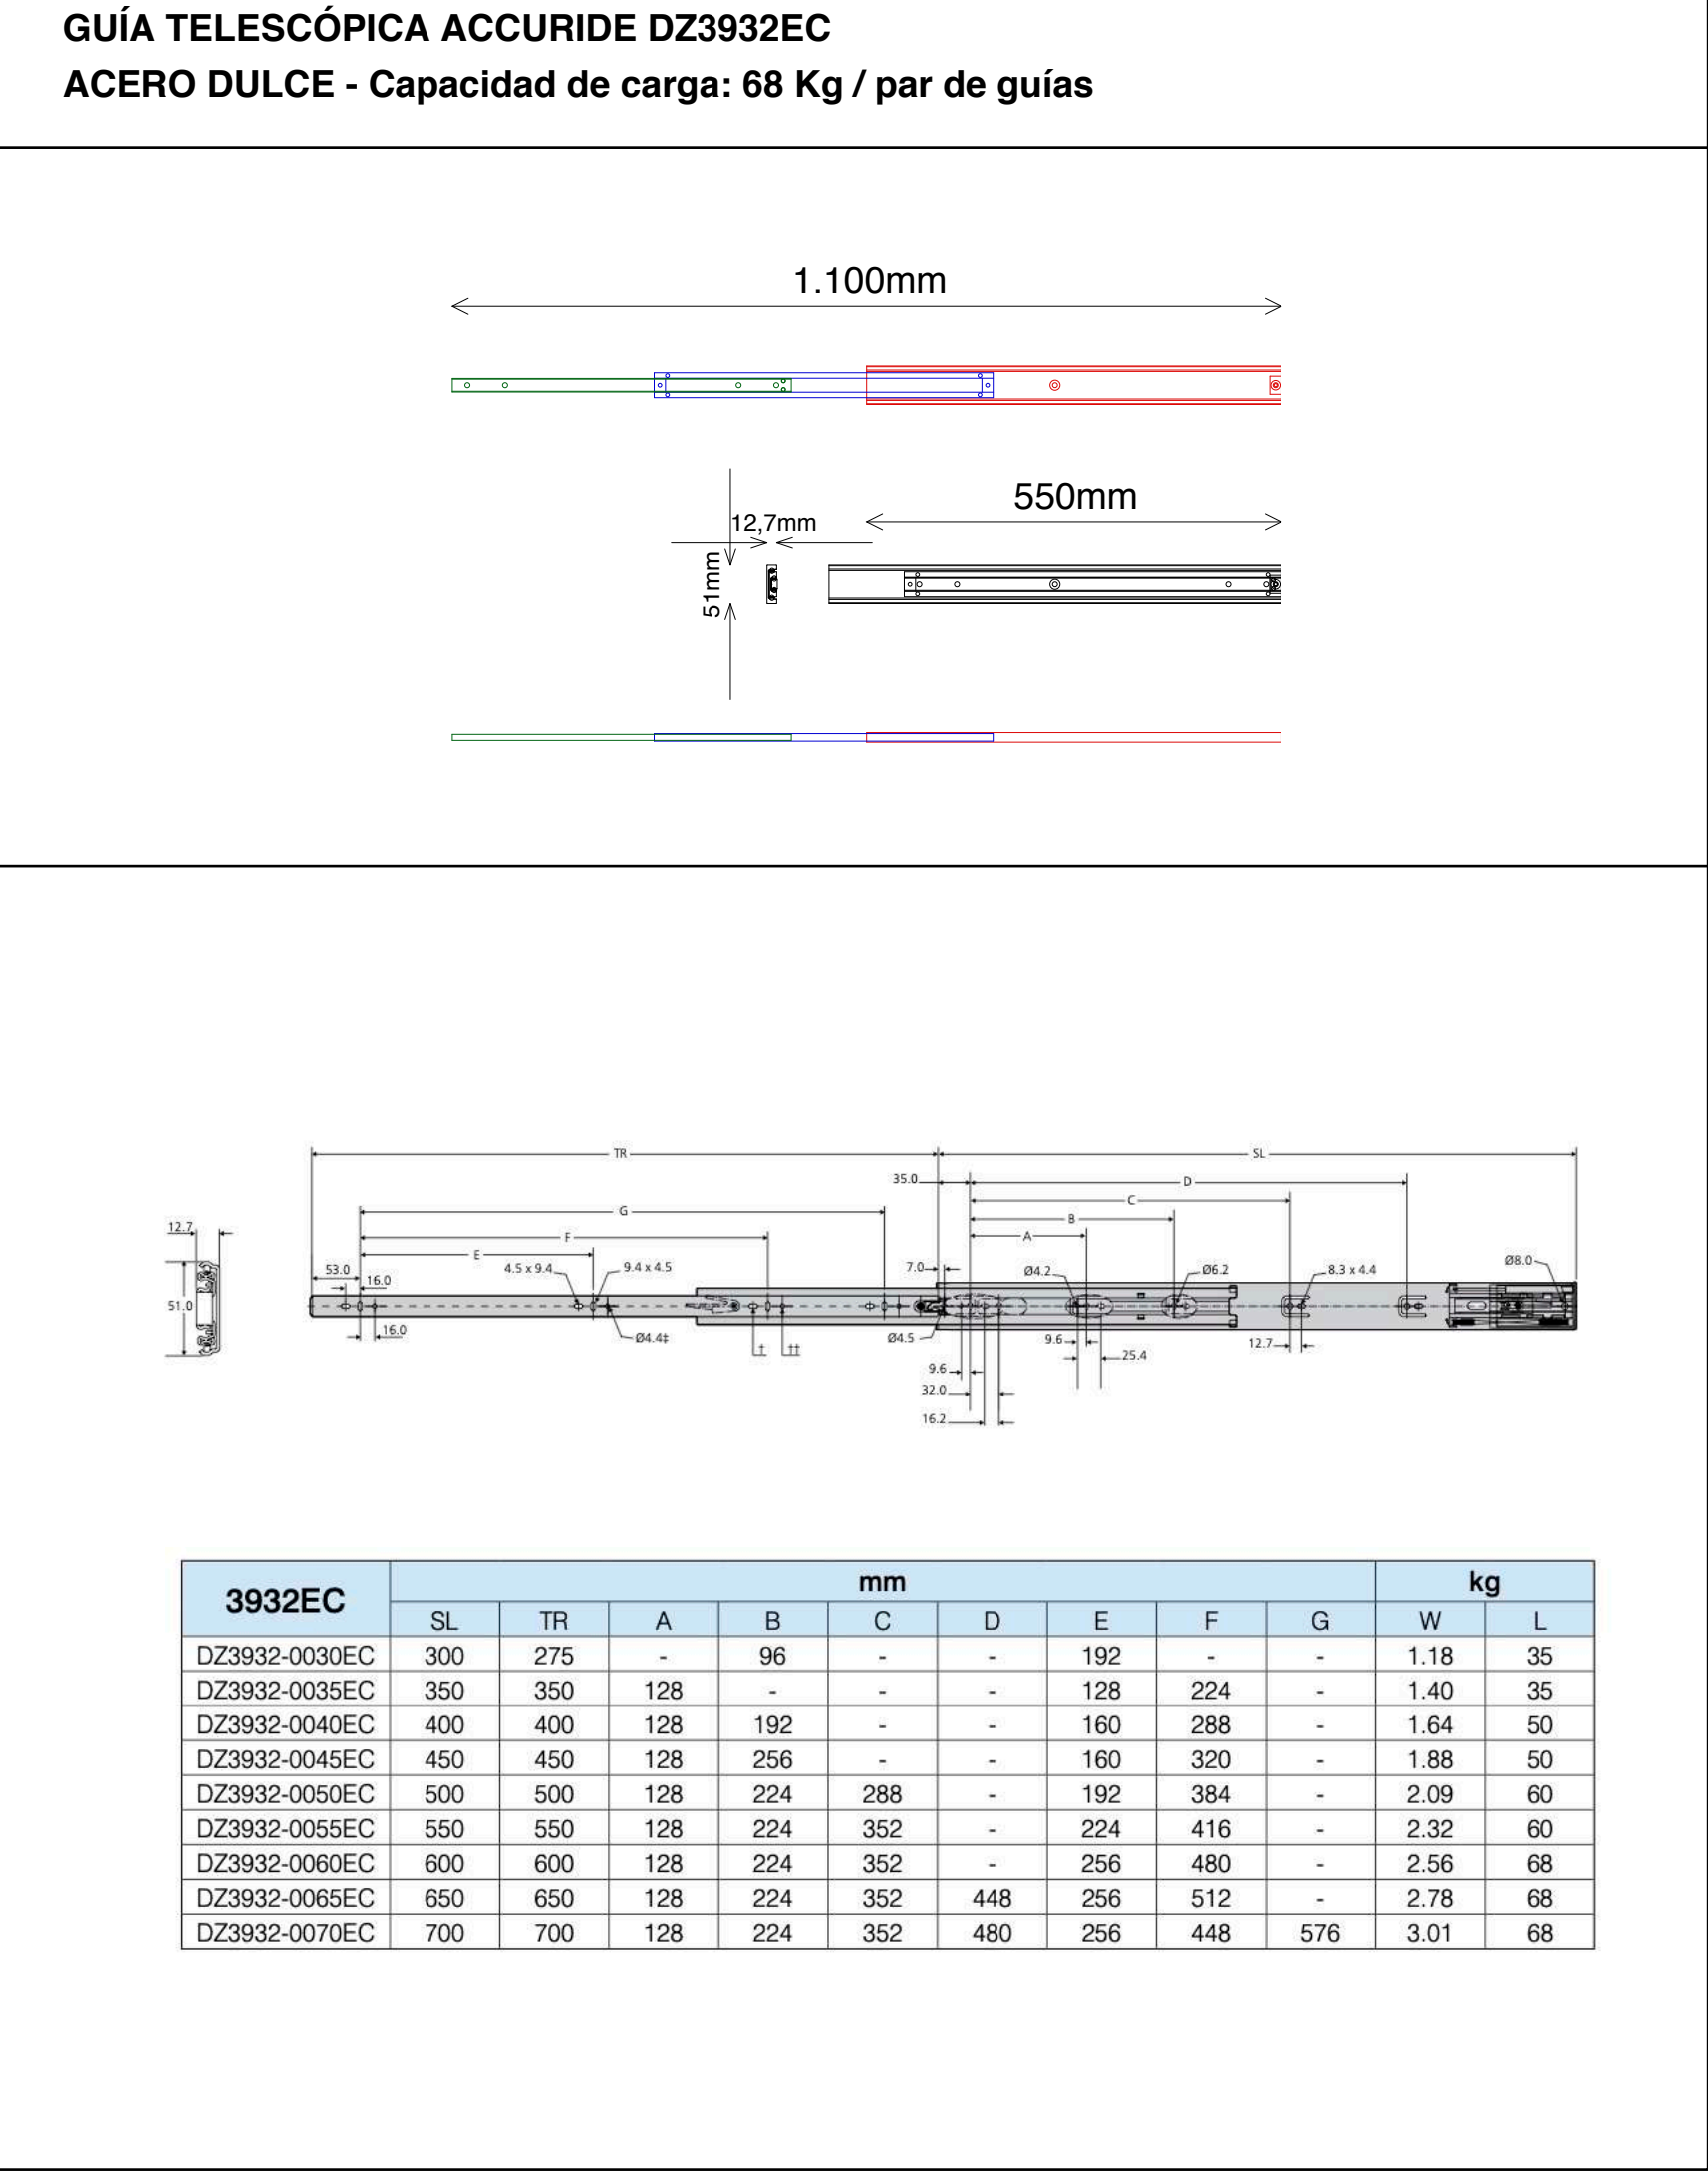 GUÍA TELESCÓPICA ACCURIDE DZ3932EC
ACERO DULCE - Capacidad de carga: 68 Kg / par de guías
1.100mm
550mm
12,7mm
51mm
TR
SL
35.0
D
C
G
B
12.7
F
A
E
53.0
4.5 x 9.4
9.4 x 4.5
7.0
Ø4.2
Ø6.2
8.3 x 4.4
Ø8.0
16.0
51.0
16.0
Ø4.4‡
†
††
Ø4.5
9.6
25.4
12.7
9.6
32.0
16.2
3932EC mm kg
SL TR A B C D E F G W L
DZ3932-0030EC 300 275 - 96 - - 192 - - 1.18 35
DZ3932-0035EC 350 350 128 - - - 128 224 - 1.40 35
DZ3932-0040EC 400 400 128 192 - - 160 288 - 1.64 50
DZ3932-0045EC 450 450 128 256 - - 160 320 - 1.88 50
DZ3932-0050EC 500 500 128 224 288 - 192 384 - 2.09 60
DZ3932-0055EC 550 550 128 224 352 - 224 416 - 2.32 60
DZ3932-0060EC 600 600 128 224 352 - 256 480 - 2.56 68
DZ3932-0065EC 650 650 128 224 352 448 256 512 - 2.78 68
DZ3932-0070EC 700 700 128 224 352 480 256 448 576 3.01 68